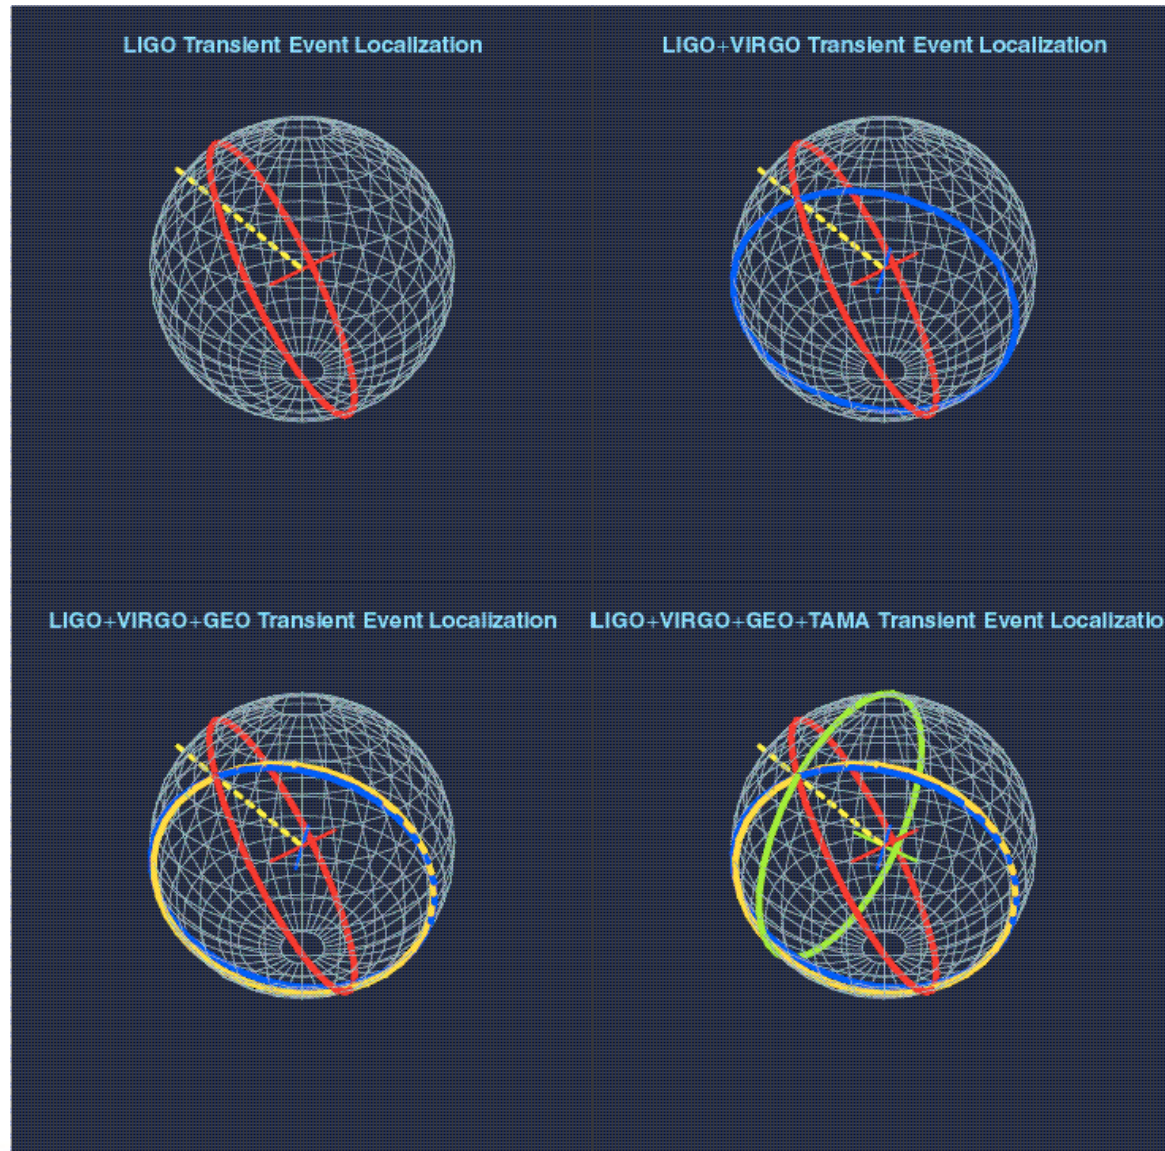 LIGO Transient Event Localization
LIGO+VIRGO Transient Event Localization
LIGO+VIRGO+GEO Transient Event Localization
LIGO+VIRGO+GEO+TAMA Transient Event Localizatio